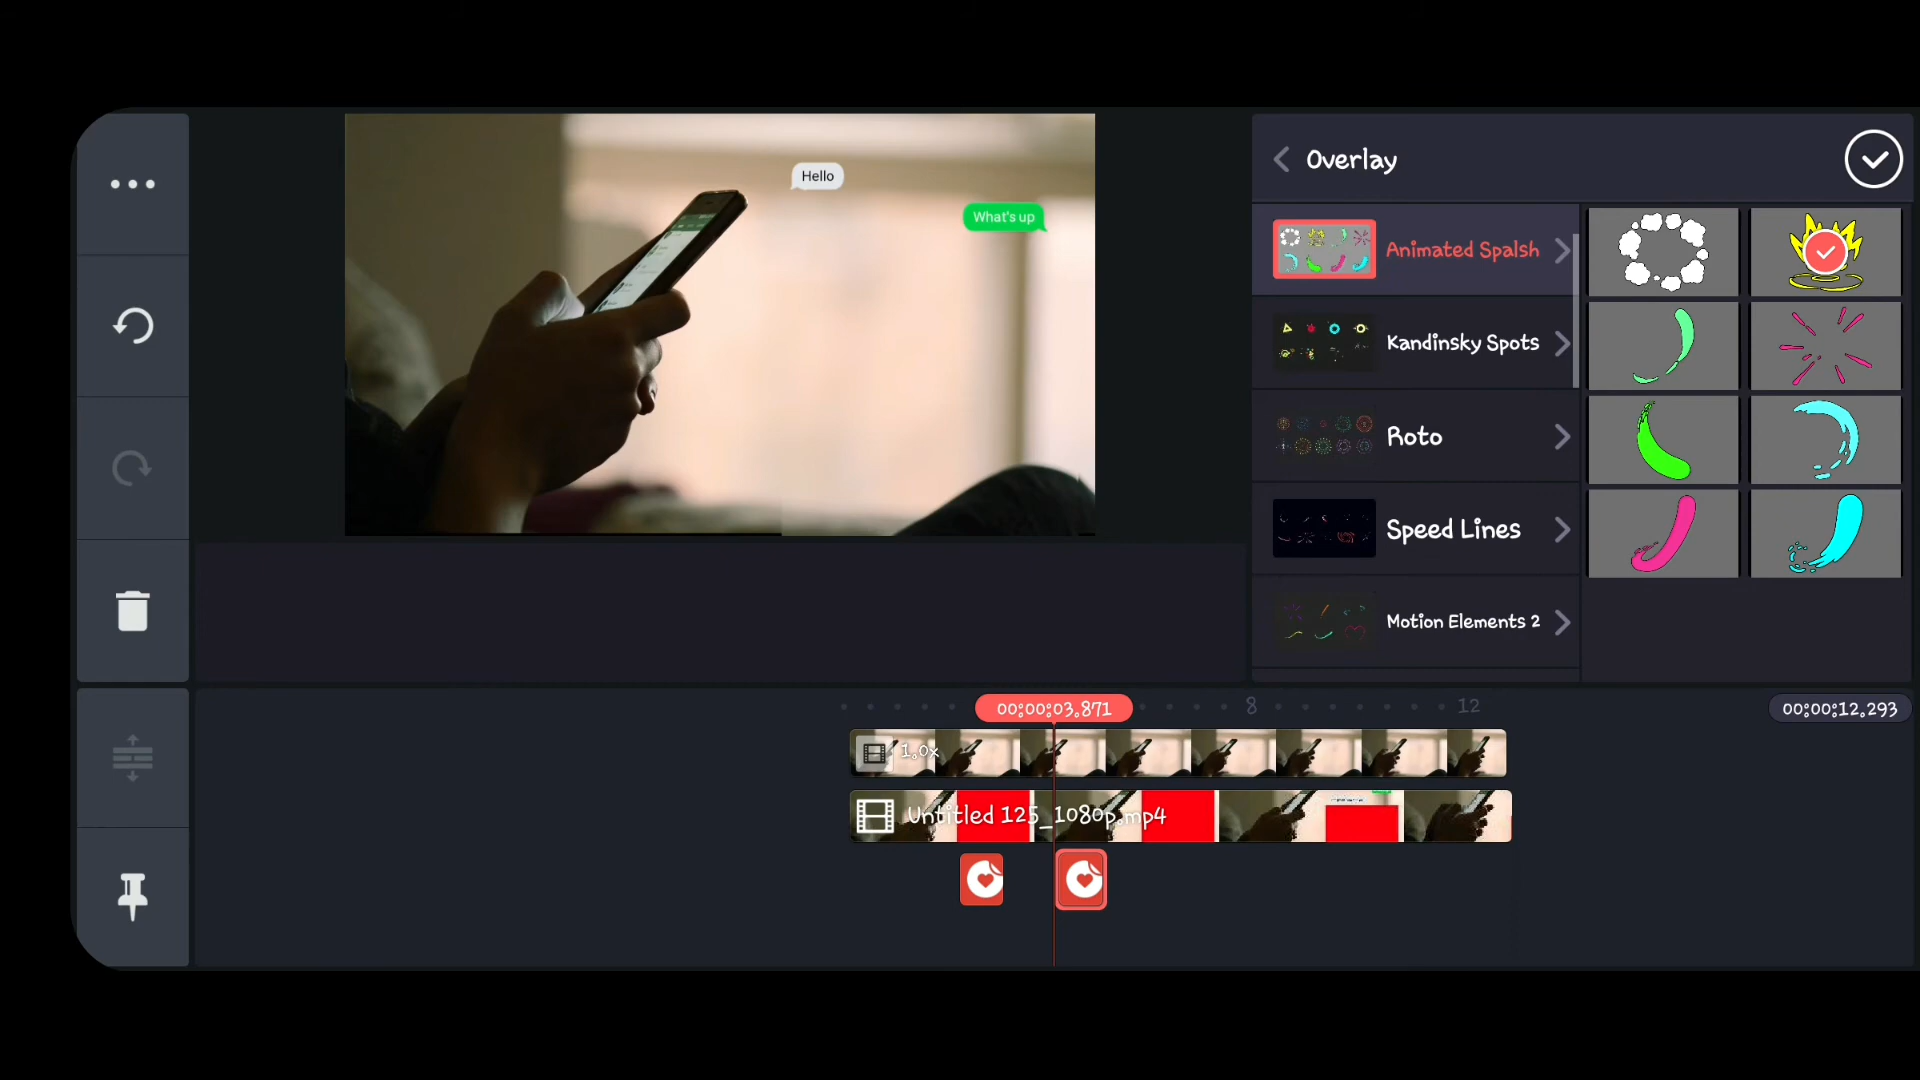 Hello
What's up
Overlay
Animated Spalsh
Kandinsky Spots
Roto
Speed Lines
Motion Elements 2
00:00:03.871
8
12
00:00:12.293
1.0x
Untitled 125_1080p.mp4